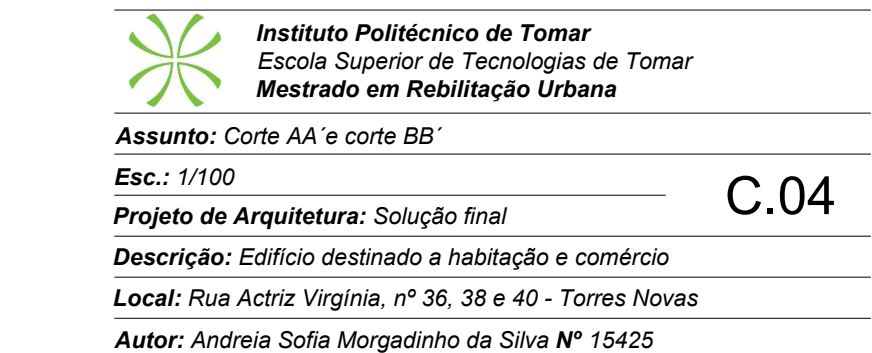 Instituto Politécnico de Tomar
Escola Superior de Tecnologias de Tomar
Mestrado em Rebilitação Urbana
Assunto: Corte AA´e corte BB´
Esc.: 1/100
C.04
Projeto de Arquitetura: Solução final
Descrição: Edifício destinado a habitação e comércio
Local: Rua Actriz Virgínia, nº 36, 38 e 40 - Torres Novas
Autor: Andreia Sofia Morgadinho da Silva Nº 15425